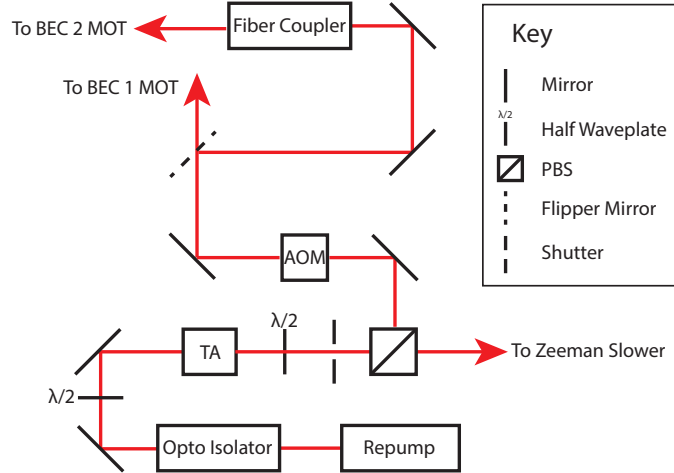 To BEC 2 MOT
Fiber Coupler
To BEC 1 MOT
Key
Mirror
λ/2
Half Waveplate
PBS
Flipper Mirror
Shutter
AOM
λ/2
TA
To Zeeman Slower
λ/2
Opto Isolator
Repump